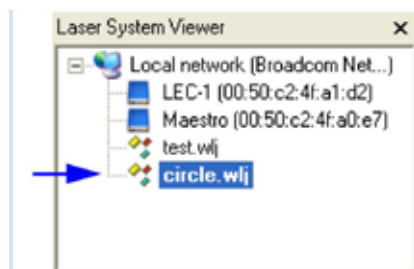 Laser System Viewer x
Local network (Broadcom Net...)
LEC-1 (00:50:c2:4f:a1:d2)
Maestro (00:50:c2:4f:a0:e7)
test.wlj
circle.wlj